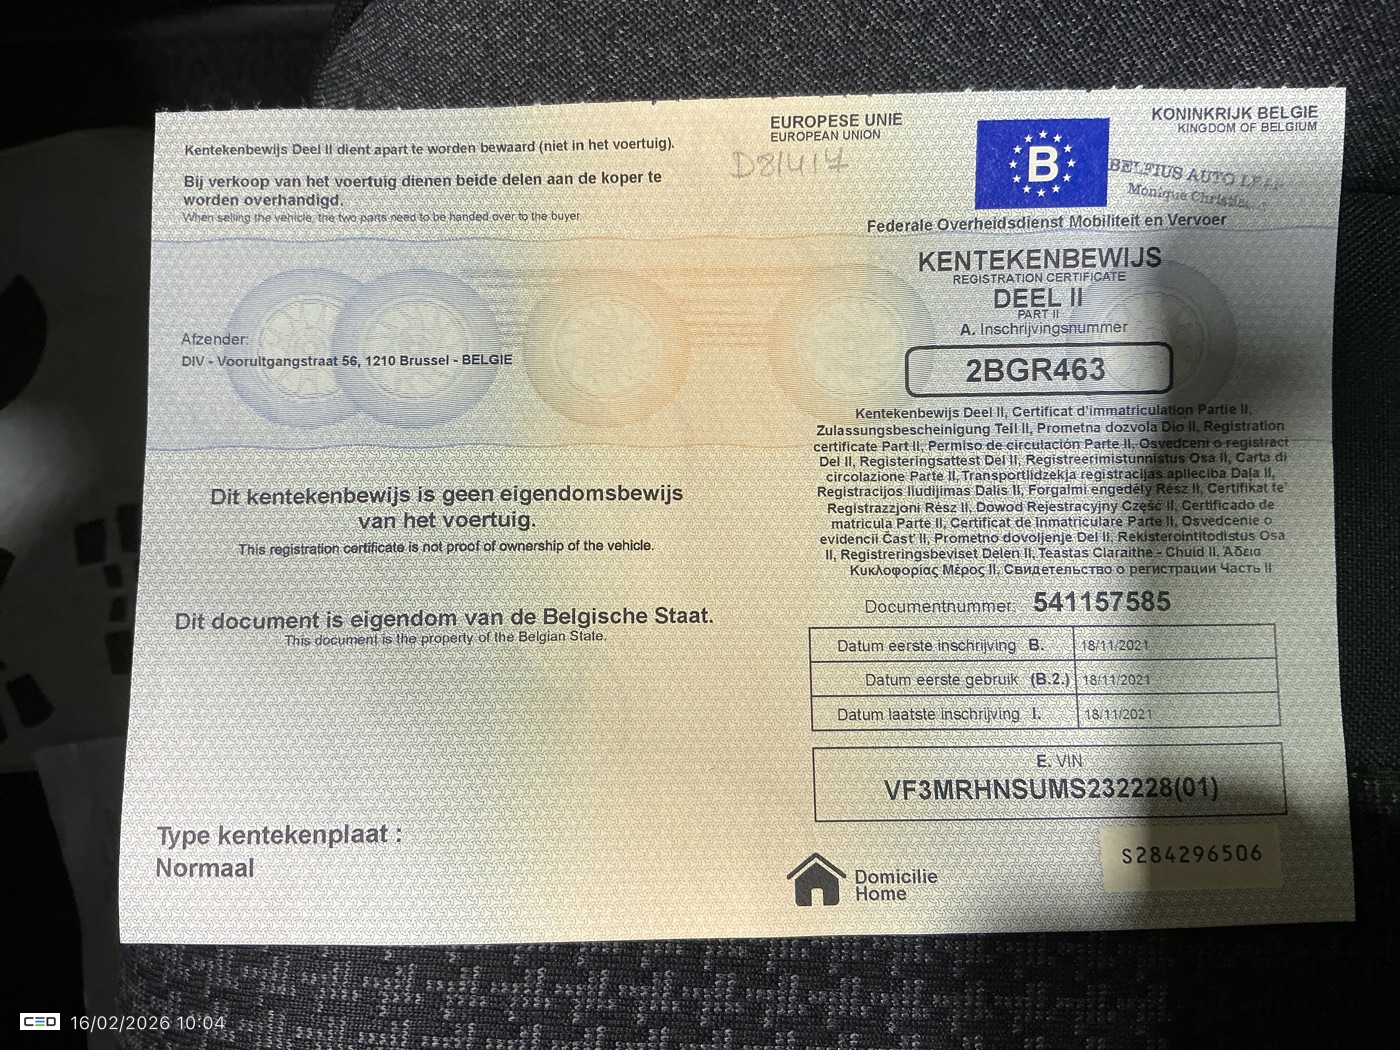 Kentekenbewijs Deel II dient apart te worden bewaard (niet in het voertuig).
Bij verkoop van het voertuig dienen beide delen aan de koper te
worden overhandigd.
When selling the vehicle, the two parts need to be handed over to the buyer
Afzender:
DIV - Vooruitgangstraat 56, 1210 Brussel - BELGIE
Dit kentekenbewijs is geen eigendomsbewijs
van het voertuig.
This registration certificate is not proof of ownership of the vehicle.
Dit document is eigendom van de Belgische Staat.
This document is the property of the Belgian State.
Type kentekenplaat :
Normaal
EUROPESE UNIE
EUROPEAN UNION
D81417
B
KONINKRIJK BELGIE
KINGDOM OF BELGIUM
BELFIUS AUTO
Monique
Federale Overheidsdienst Mobiliteit en Vervoer
KENTEKENBEWIJS
REGISTRATION CERTIFICATE
DEEL II
PART II
A. Inschrijvingsnummer
2BGR463
Kentekenbewijs Deel II, Certificat d'immatriculation Partie II,
Zulassungsbescheinigung Teil II, Prometna dozvola Dio II, Registration
certificate Part II, Permiso de circulación Parte II, Osvedceni o registraci
Del II, Registeringsattest Del II, Registreerimistunnistus Osa II, Carta di
circolazione Parte II, Transportlidzekja registracijas aplieciba Daļa II,
Registracijos liudijimas Dalis II, Forgalmi engedély Rész II, Certifikat te'
Registrazzjoni Rész II, Dowod Rejestracyjny Część II, Certificado de
matricula Parte II, Certificat de Inmatriculare Parte II, Osvedcenie o
evidencii Časť II, Prometno dovoljenje Del II, Rekisterointitodistus Osa
II, Registreringsbeviset Delen II, Teastas Claraithe - Chuid II, Άδεια
Κυκλοφορίας Μέρος II, Свидетельство о регистрации Часть II
Documentnummer: 541157585
Datum eerste inschrijving B. 18/11/2021
Datum eerste gebruik (B.2.) 18/11/2021
Datum laatste inschrijving I. 18/11/2021
E. VIN
VF3MRHNSUMS232228(01)
S284296506
Domicilie
Home
CED 16/02/2026 10:04